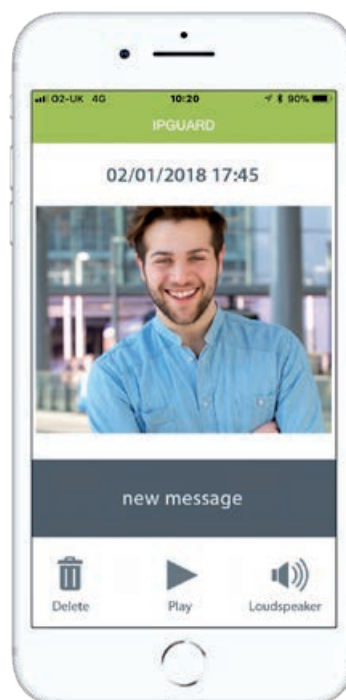 O2-UK 4G 10:20 90%
IPGUARD
02/01/2018 17:45
new message
Delete Play Loudspeaker